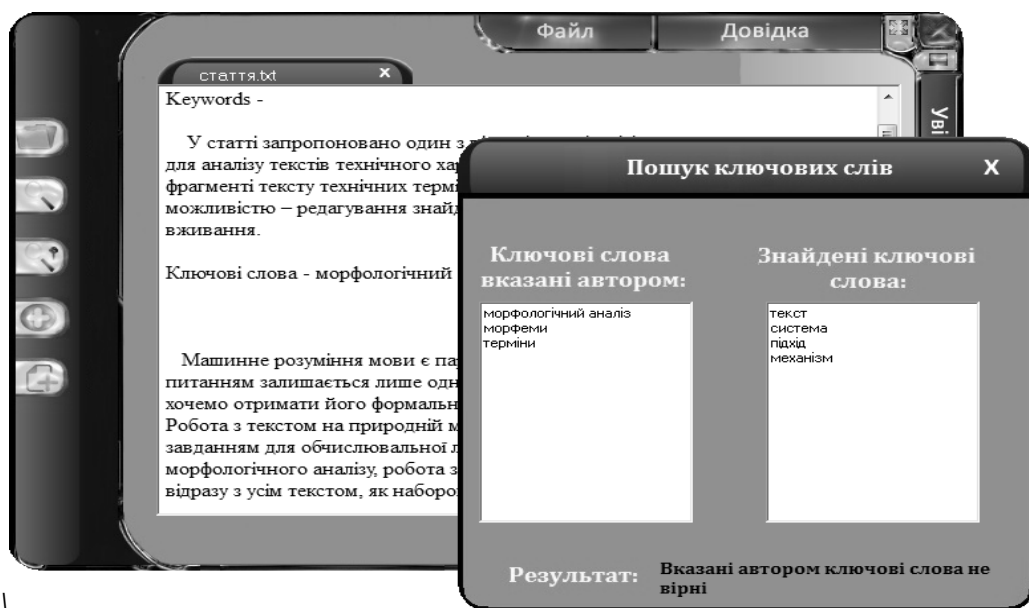 Файл
Довідка
стаття.txt x
Keywords -
У статті запропоновано один з
для аналізу текстів технічного хар
фрагменті тексту технічних термі
можливістю – редагування знайд
вживання.
Ключові слова - морфологічний
Машинне розуміння мови є па
питанням залишається лише одн
хочемо отримати його формальн
Робота з текстом на природній м
завданням для обчислювальної л
морфологічного аналізу, робота з
відразу з усім текстом, як наборо
Уві
Пошук ключових слів X
Ключові слова
вказані автором:
морфологічний аналіз
морфеми
терміни
Знайдені ключові
слова:
текст
система
підхід
механізм
Результат:
Вказані автором ключові слова не
вірні
\